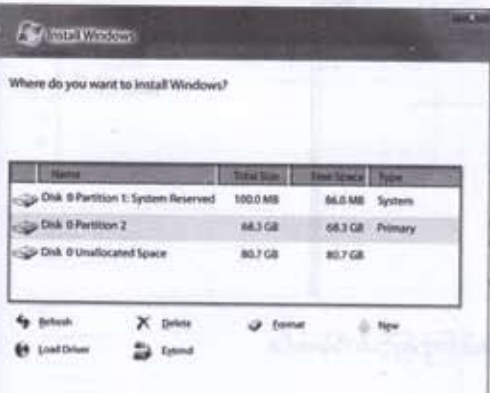 Install Windows
Where do you want to install Windows?
Name Total Size Free Space Type
Disk 0 Partition 1: System Reserved 100.0 MB 86.0 MB System
Disk 0 Partition 2 68.3 GB 68.3 GB Primary
Disk 0 Unallocated Space 80.7 GB 80.7 GB
Refresh Delete Format New
Load Driver Extend